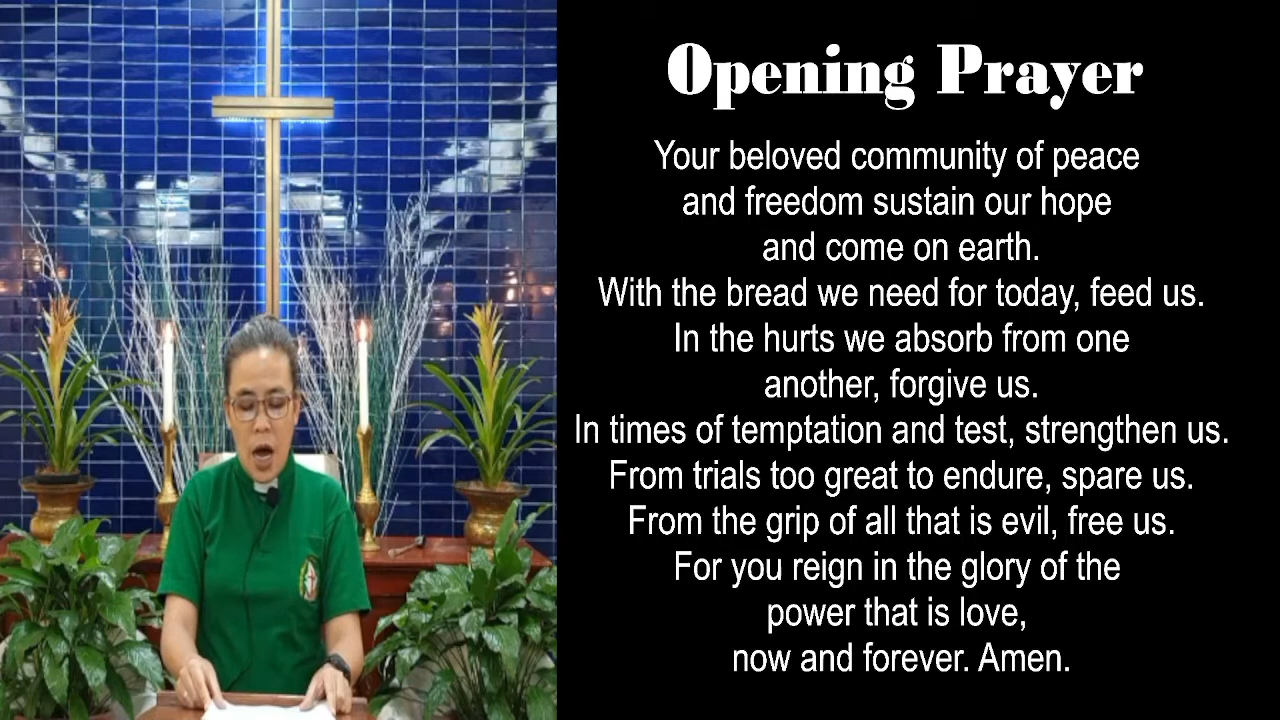 Opening Prayer
Your beloved community of peace
and freedom sustain our hope
and come on earth.
With the bread we need for today, feed us.
In the hurts we absorb from one
another, forgive us.
In times of temptation and test, strengthen us.
From trials too great to endure, spare us.
From the grip of all that is evil, free us.
For you reign in the glory of the
power that is love,
now and forever. Amen.